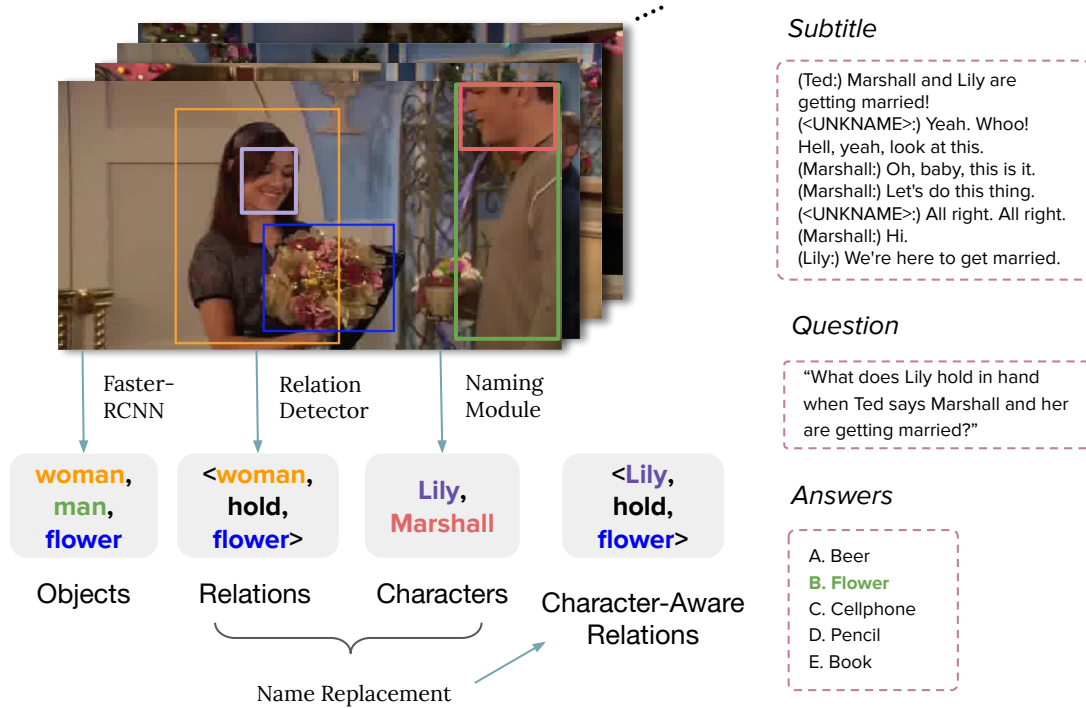 Subtitle
(Ted:) Marshall and Lily are
getting married!
(<UNKNAME>:) Yeah. Whoo!
Hell, yeah, look at this.
(Marshall:) Oh, baby, this is it.
(Marshall:) Let's do this thing.
(<UNKNAME>:) All right. All right.
(Marshall:) Hi.
(Lily:) We're here to get married.
Question
“What does Lily hold in hand
when Ted says Marshall and her
are getting married?”
Answers
A. Beer
B. Flower
C. Cellphone
D. Pencil
E. Book
Faster-
RCNN
Relation
Detector
Naming
Module
woman,
man,
flower
<woman,
hold,
flower>
Lily,
Marshall
<Lily,
hold,
flower>
Objects
Relations
Characters
Character-Aware
Relations
Name Replacement